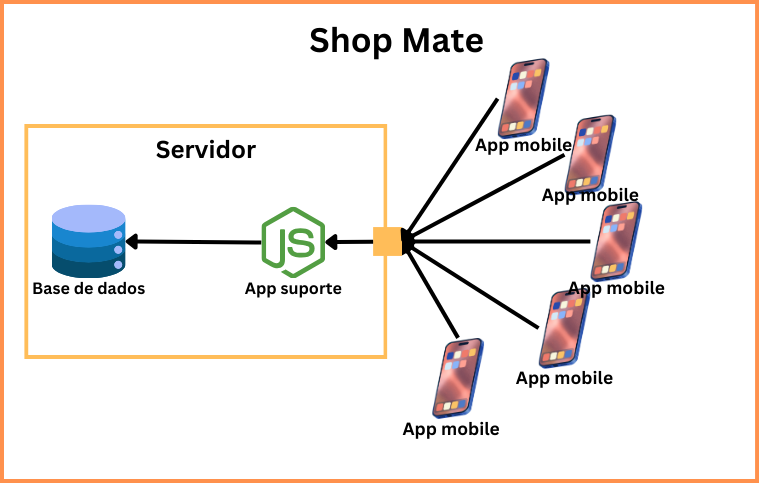 Shop Mate
Servidor
App mobile
App mobile
App mobile
App mobile
App mobile
JS
Base de dados
App suporte